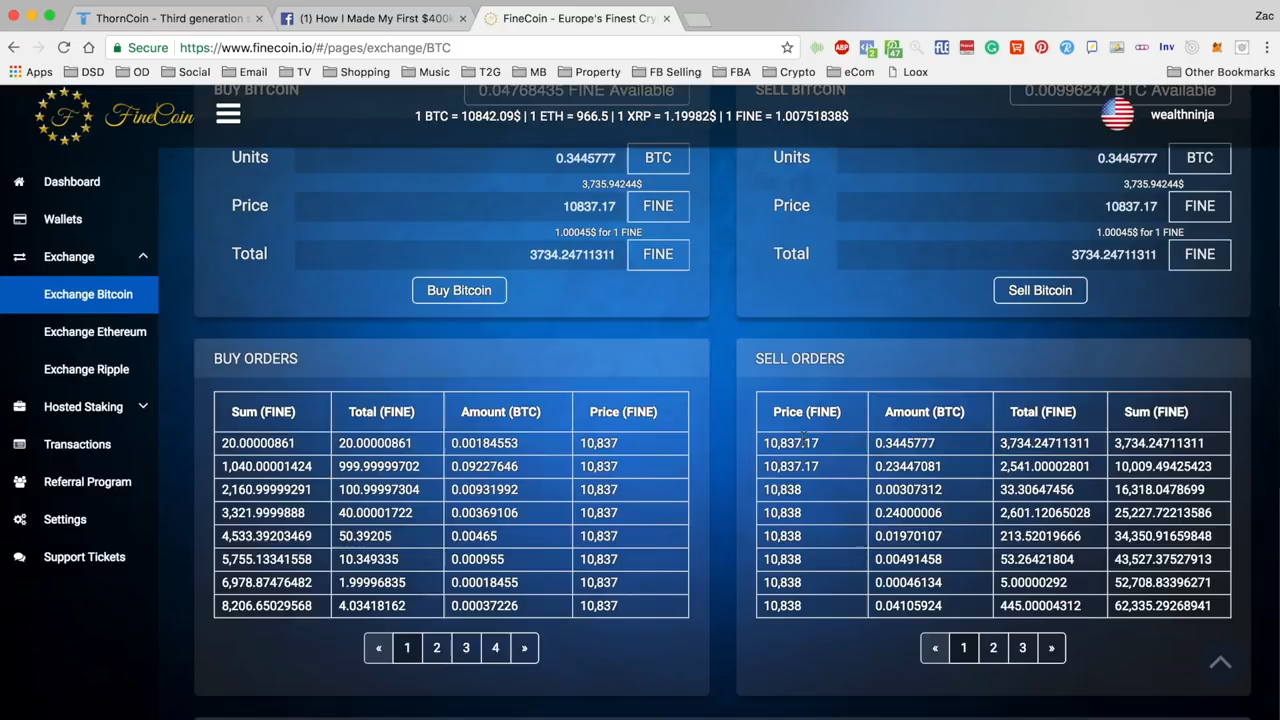 ThornCoin - Third generation
(1) How I Made My First $400k
FineCoin - Europe's Finest Cry
Zac
Secure
https://www.finecoin.io/#/pages/exchange/BTC
Apps DSD OD Social Email TV Shopping Music T2G MB Property FB Selling FBA Crypto eCom Loox Other Bookmarks
FineCoin
1 BTC = 10842.09$ | 1 ETH = 966.5 | 1 XRP = 1.19982 | 1 FINE = 1.00751838$
wealthninja
Dashboard
Wallets
Exchange
Exchange Bitcoin
Exchange Ethereum
Exchange Ripple
Hosted Staking
Transactions
Referral Program
Settings
Support Tickets
BUY BITCOIN 0.04768435 FINE Available
Units 0.3445777 BTC
3,735.94244$
Price 10837.17 FINE
1.00045$ for 1 FINE
Total 3734.24711311 FINE
Buy Bitcoin
SELL BITCOIN 0.00996247 BTC Available
Units 0.3445777 BTC
3,735.94244$
Price 10837.17 FINE
1.00045$ for 1 FINE
Total 3734.24711311 FINE
Sell Bitcoin
BUY ORDERS
Sum (FINE) Total (FINE) Amount (BTC) Price (FINE)
20.00000861 20.00000861 0.00184553 10,837
1,040.00001424 999.99999702 0.09227646 10,837
2,160.99999291 100.99997304 0.00931992 10,837
3,321.9999888 40.00001722 0.00369106 10,837
4,533.39203469 50.39205 0.00465 10,837
5,755.13341558 10.349335 0.000955 10,837
6,978.87476482 1.99996835 0.00018455 10,837
8,206.65029568 4.03418162 0.00037226 10,837
« 1 2 3 4 »
SELL ORDERS
Price (FINE) Amount (BTC) Total (FINE) Sum (FINE)
10,837.17 0.3445777 3,734.24711311 3,734.24711311
10,837.17 0.23447081 2,541.00002801 10,009.49425423
10,838 0.00307312 33.30647456 16,318.0478699
10,838 0.24000006 2,601.12065028 25,227.72213586
10,838 0.01970107 213.52019666 34,350.91659848
10,838 0.00491458 53.26421804 43,527.37527913
10,838 0.00046134 5.00000292 52,708.83396271
10,838 0.04105924 445.00004312 62,335.29268941
« 1 2 3 »